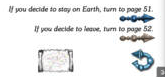 If you decide to stay on Earth, turn to page 51.
If you decide to leave, turn to page 52.